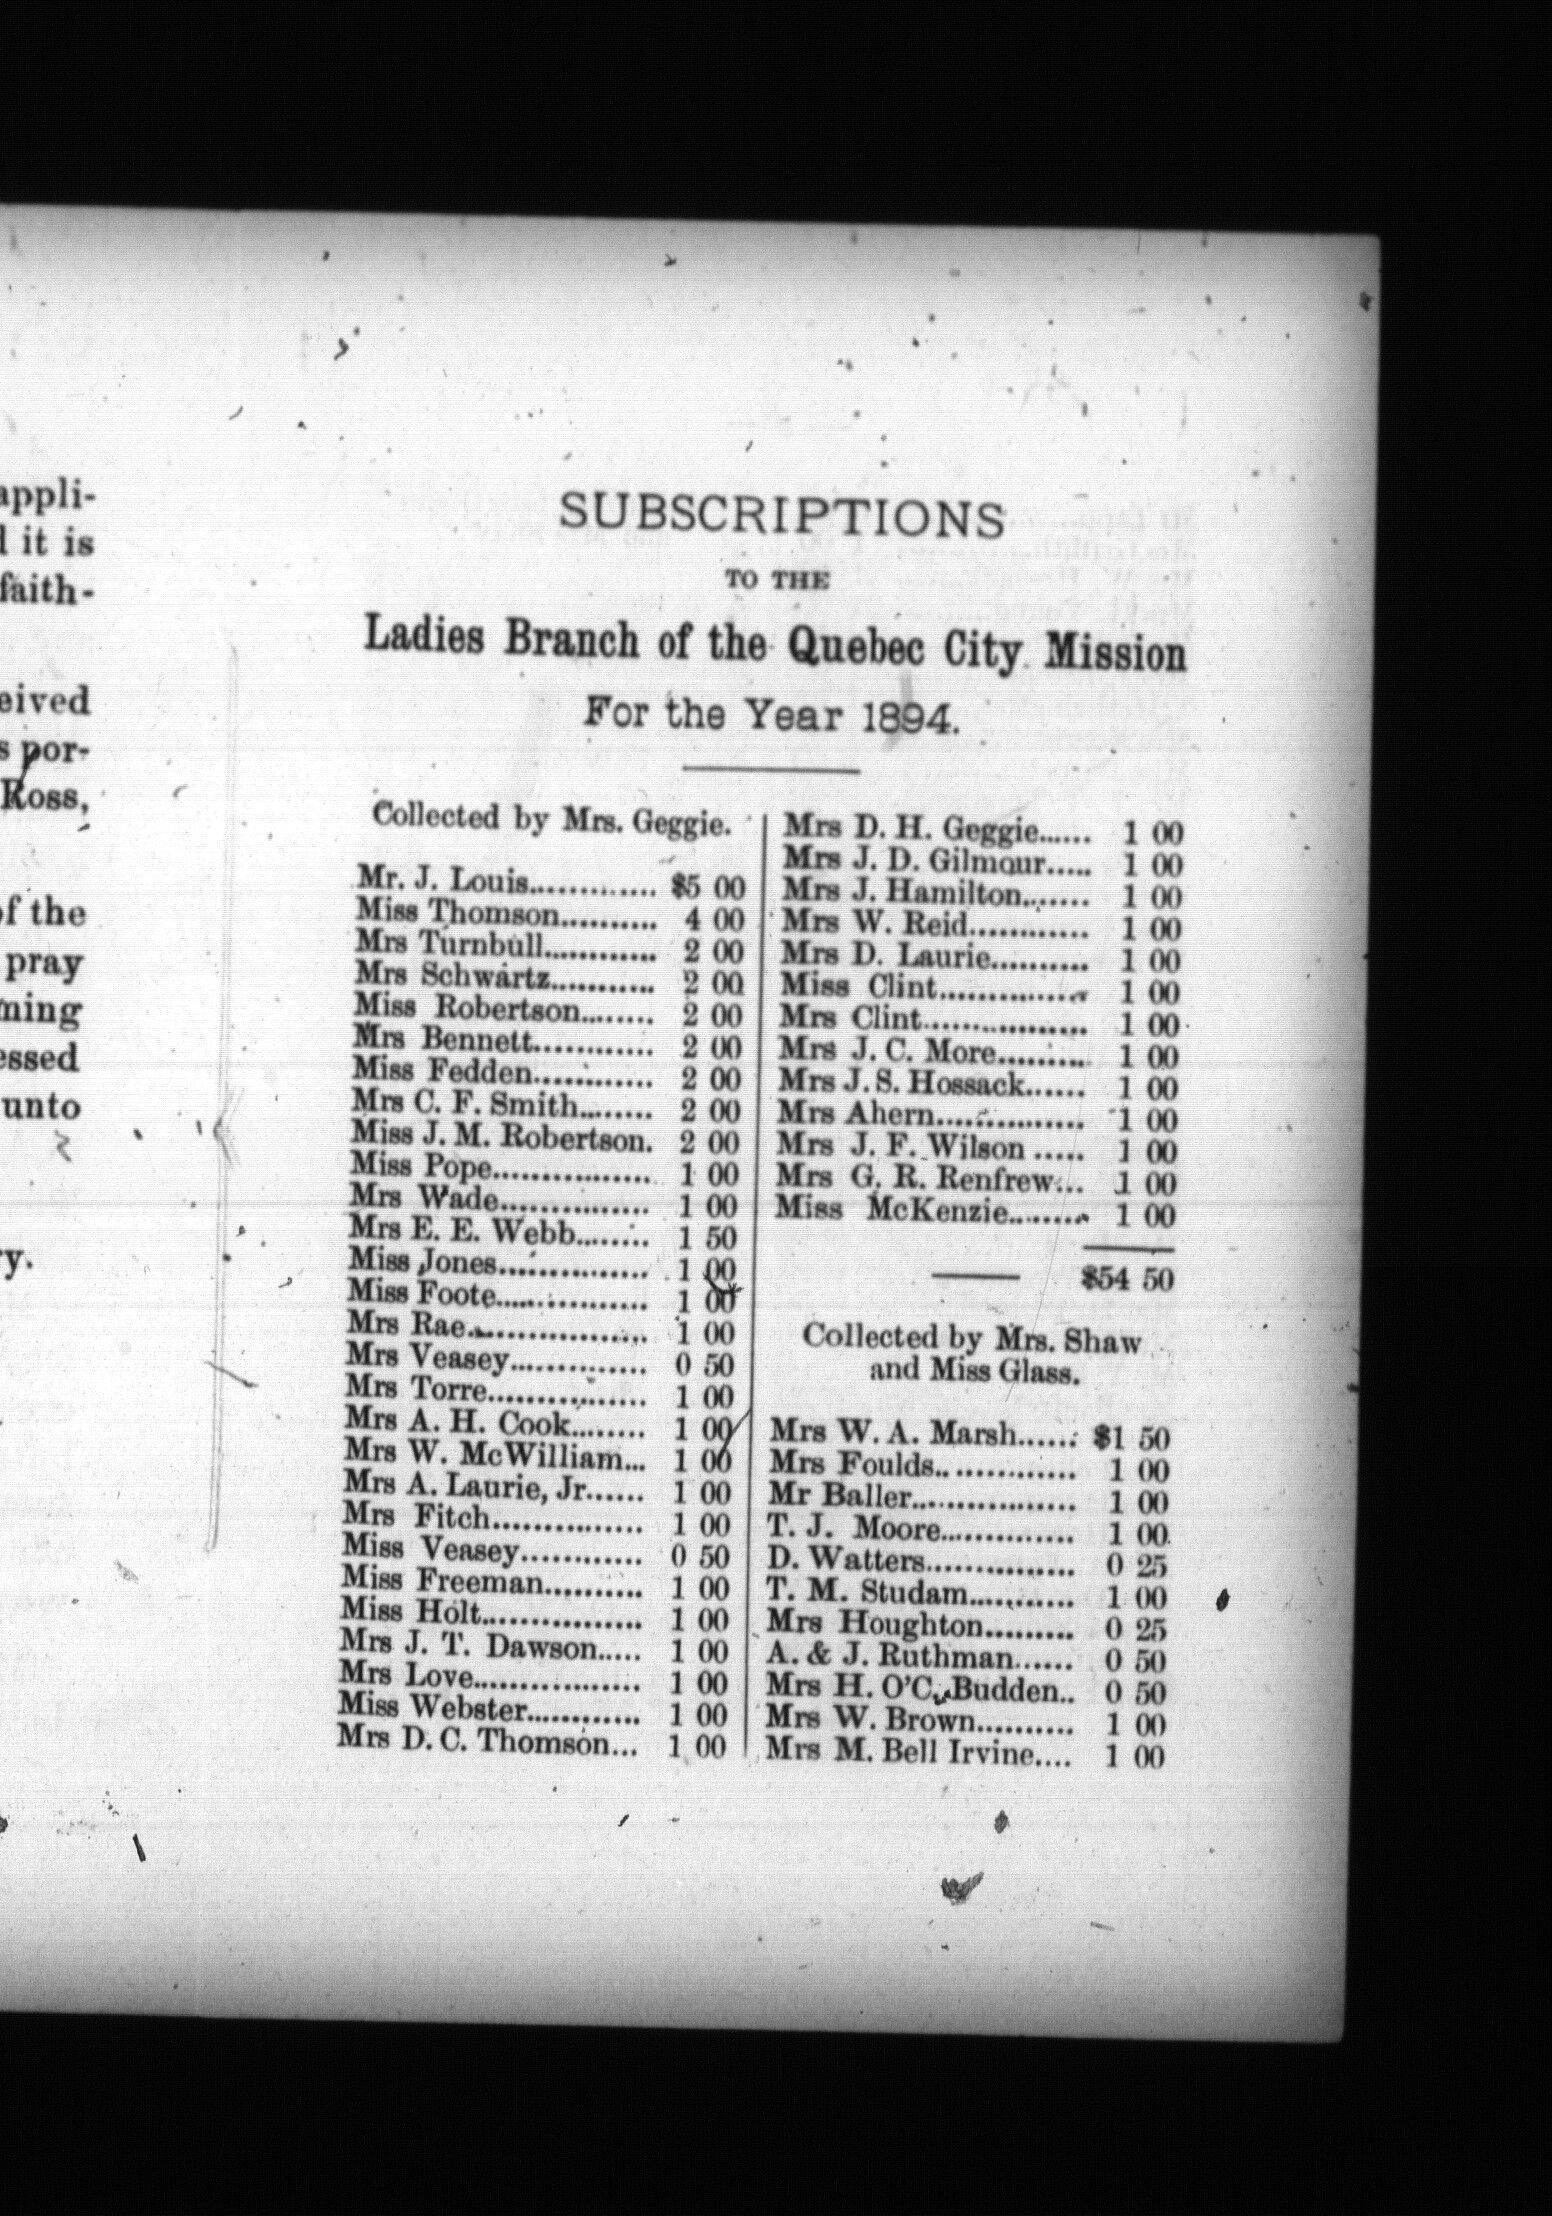 appli-
it is
faith-
eived
s por-
Ross,
of the
pray
ming
essed
unto
ry.
SUBSCRIPTIONS
TO THE
Ladies Branch of the Quebec City Mission
For the Year 1894.
Collected by Mrs. Geggie.
Mr. J. Louis............. $5 00
Miss Thomson.......... 4 00
Mrs Turnbull........... 2 00
Mrs Schwartz.......... 2 00
Miss Robertson....... 2 00
Mrs Bennett............ 2 00
Miss Fedden............ 2 00
Mrs C. F. Smith....... 2 00
Miss J. M. Robertson. 2 00
Miss Pope.............. 1 00
Mrs Wade.............. 1 00
Mrs E. E. Webb....... 1 50
Miss Jones.............. 1 00
Miss Foote.............. 1 00
Mrs Rae................. 1 00
Mrs Veasey............. 0 50
Mrs Torre............... 1 00
Mrs A. H. Cook....... 1 00
Mrs W. McWilliam... 1 00
Mrs A. Laurie, Jr...... 1 00
Mrs Fitch............... 1 00
Miss Veasey............ 0 50
Miss Freeman.......... 1 00
Miss Holt............... 1 00
Mrs J. T. Dawson..... 1 00
Mrs Love................ 1 00
Miss Webster........... 1 00
Mrs D. C. Thomson... 1 00
Mrs D. H. Geggie...... 1 00
Mrs J. D. Gilmour..... 1 00
Mrs J. Hamilton....... 1 00
Mrs W. Reid............ 1 00
Mrs D. Laurie.......... 1 00
Miss Clint............... 1 00
Mrs Clint................ 1 00
Mrs J. C. More......... 1 00
Mrs J. S. Hossack...... 1 00
Mrs Ahern............... 1 00
Mrs J. F. Wilson ..... 1 00
Mrs G. R. Renfrew... 1 00
Miss McKenzie........ 1 00
$54 50
Collected by Mrs. Shaw
and Miss Glass.
Mrs W. A. Marsh...... $1 50
Mrs Foulds.. ............ 1 00
Mr Baller................ 1 00
T. J. Moore............. 1 00
D. Watters............... 0 25
T. M. Studam........... 1 00
Mrs Houghton......... 0 25
A. & J. Ruthman...... 0 50
Mrs H. O'C. Budden.. 0 50
Mrs W. Brown.......... 1 00
Mrs M. Bell Irvine.... 1 00